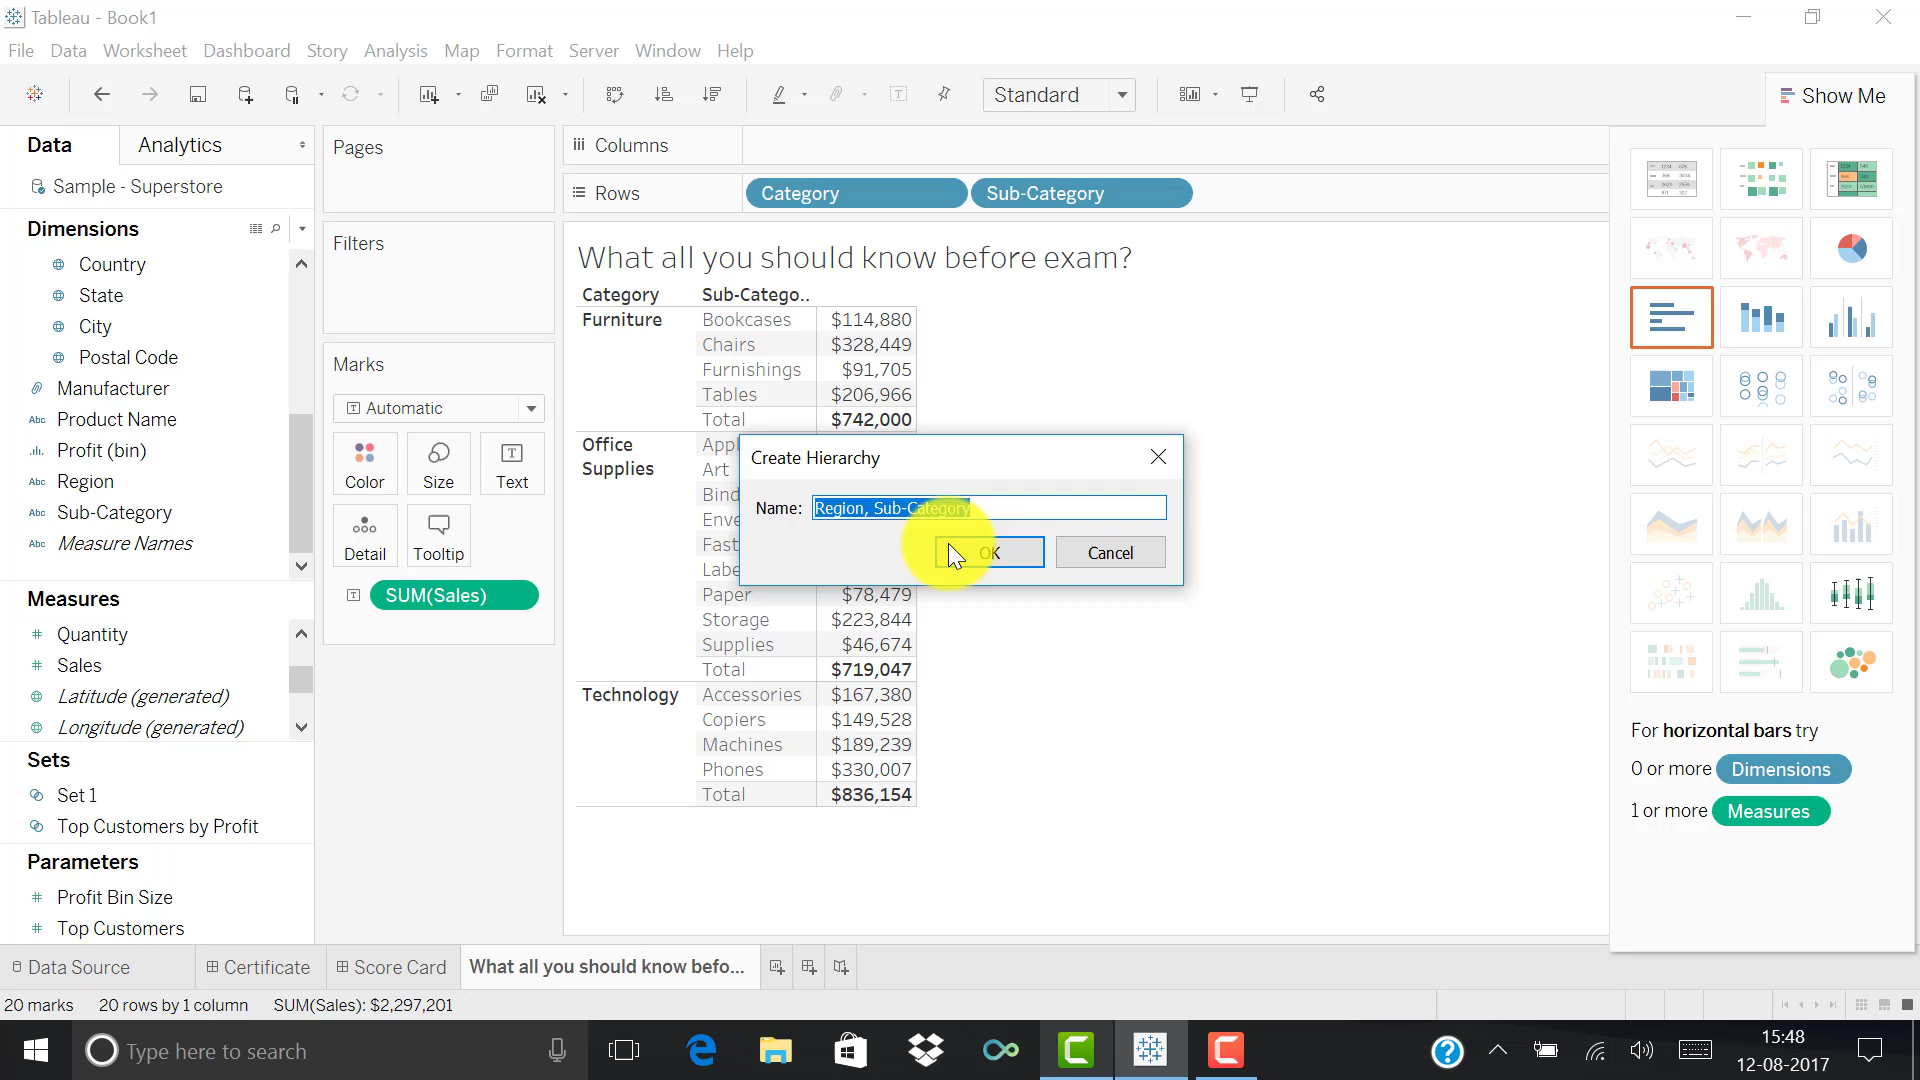 Tableau - Book1
File Data Worksheet Dashboard Story Analysis Map Format Server Window Help
Standard
Show Me
Data
Analytics
Sample - Superstore
Dimensions
Country
State
City
Postal Code
Manufacturer
Product Name
Profit (bin)
Region
Sub-Category
Measure Names
Measures
Quantity
Sales
Latitude (generated)
Longitude (generated)
Sets
Set 1
Top Customers by Profit
Parameters
Profit Bin Size
Top Customers
Pages
Filters
Marks
Automatic
Color
Size
Text
Detail
Tooltip
SUM(Sales)
Columns
Rows
Category
Sub-Category
What all you should know before exam?
Category Sub-Catego..
Furniture Bookcases $114,880
Chairs $328,449
Furnishings $91,705
Tables $206,966
Total $742,000
Office Supplies
App
Art
Bind
Enve
Fast
Labe
Paper $78,479
Storage $223,844
Supplies $46,674
Total $719,047
Technology Accessories $167,380
Copiers $149,528
Machines $189,239
Phones $330,007
Total $836,154
Create Hierarchy
Name: Region, Sub-Category
OK
Cancel
For horizontal bars try
0 or more Dimensions
1 or more Measures
Data Source
Certificate
Score Card
What all you should know befo...
20 marks 20 rows by 1 column SUM(Sales): $2,297,201
Type here to search
15:48
12-08-2017